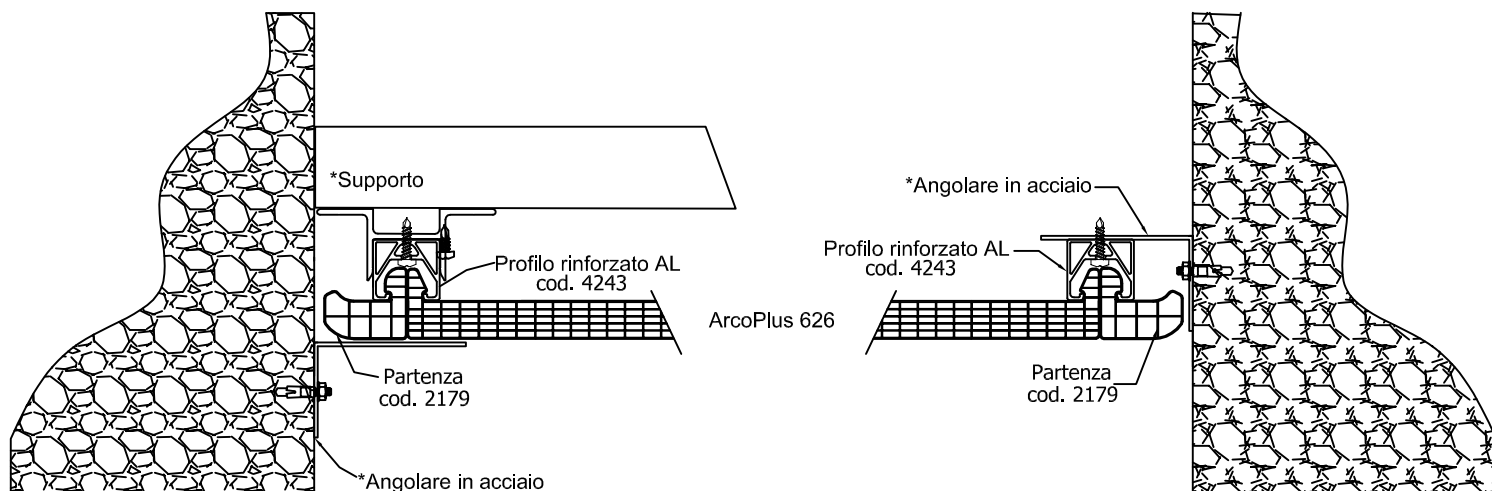 *Supporto
Profilo rinforzato AL
cod. 4243
Partenza
cod. 2179
*Angolare in acciaio
ArcoPlus 626
*Angolare in acciaio
Profilo rinforzato AL
cod. 4243
Partenza
cod. 2179